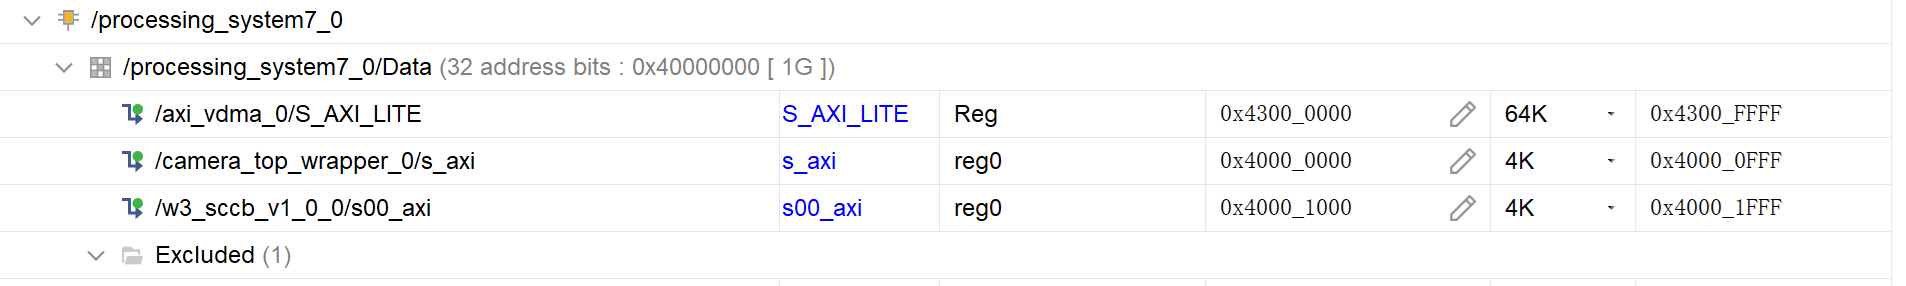 /processing_system7_0
/processing_system7_0/Data (32 address bits : 0x40000000 [ 1G ])
/axi_vdma_0/S_AXI_LITE S_AXI_LITE Reg 0x4300_0000 64K 0x4300_FFFF
/camera_top_wrapper_0/s_axi s_axi reg0 0x4000_0000 4K 0x4000_0FFF
/w3_sccb_v1_0_0/s00_axi s00_axi reg0 0x4000_1000 4K 0x4000_1FFF
Excluded (1)